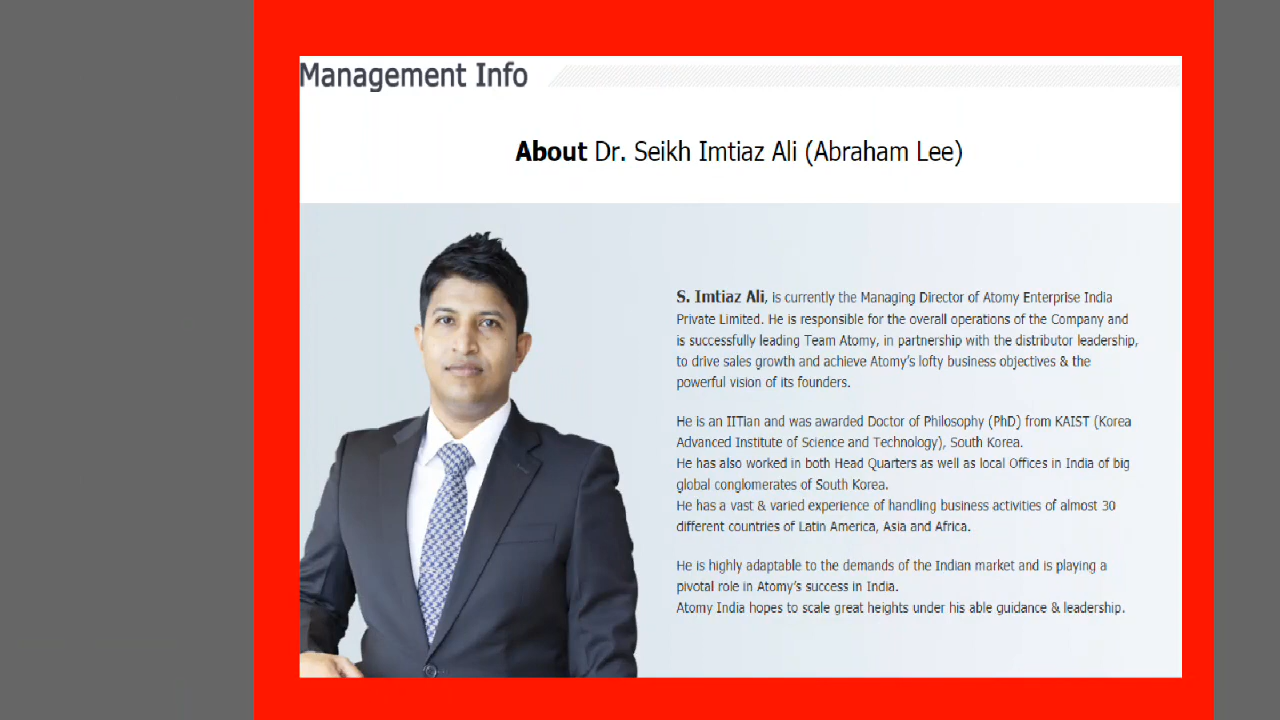 Management Info
About Dr. Seikh Imtiaz Ali (Abraham Lee)
S. Imtiaz Ali, is currently the Managing Director of Atomy Enterprise India
Private Limited. He is responsible for the overall operations of the Company and
is successfully leading Team Atomy, in partnership with the distributor leadership,
to drive sales growth and achieve Atomy's lofty business objectives & the
powerful vision of its founders.
He is an IITian and was awarded Doctor of Philosophy (PhD) from KAIST (Korea
Advanced Institute of Science and Technology), South Korea.
He has also worked in both Head Quarters as well as local Offices in India of big
global conglomerates of South Korea.
He has a vast & varied experience of handling business activities of almost 30
different countries of Latin America, Asia and Africa.
He is highly adaptable to the demands of the Indian market and is playing a
pivotal role in Atomy's success in India.
Atomy India hopes to scale great heights under his able guidance & leadership.